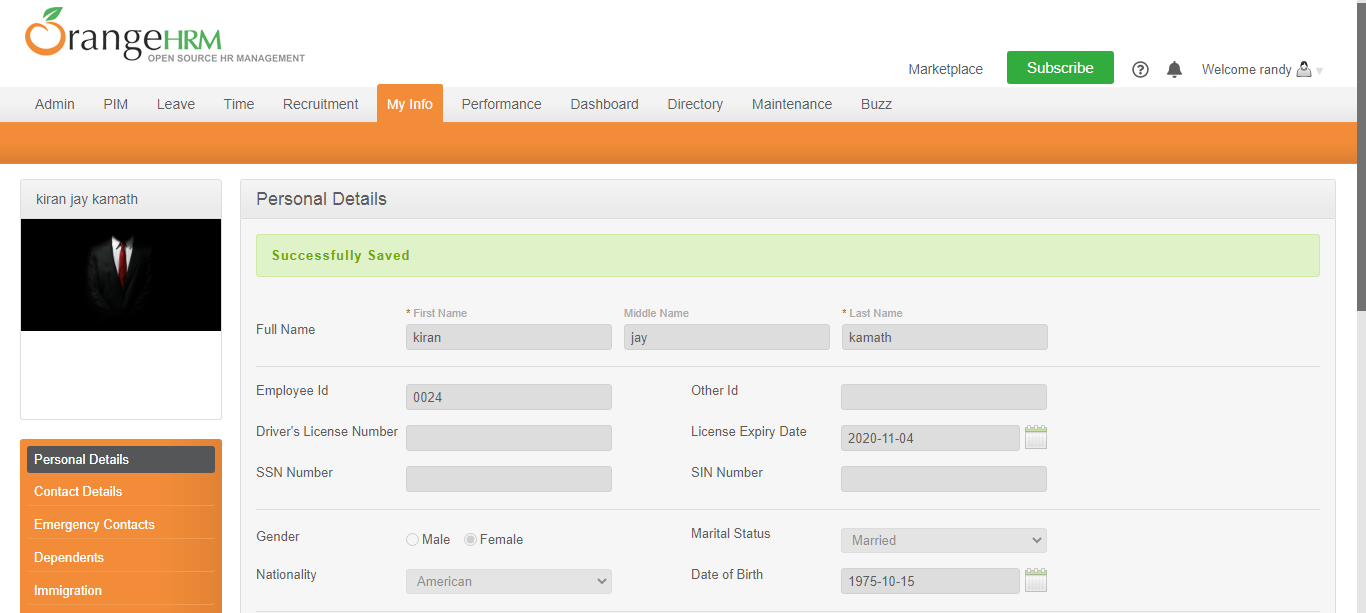 OrangeHRM
OPEN SOURCE HR MANAGEMENT
Marketplace Subscribe ? Welcome randy
Admin PIM Leave Time Recruitment My Info Performance Dashboard Directory Maintenance Buzz
kiran jay kamath
Personal Details
Successfully Saved
* First Name Middle Name * Last Name
Full Name kiran jay kamath
Employee Id 0024 Other Id
Driver's License Number License Expiry Date 2020-11-04
SSN Number SIN Number
Gender Male Female Marital Status Married
Nationality American Date of Birth 1975-10-15
Personal Details
Contact Details
Emergency Contacts
Dependents
Immigration